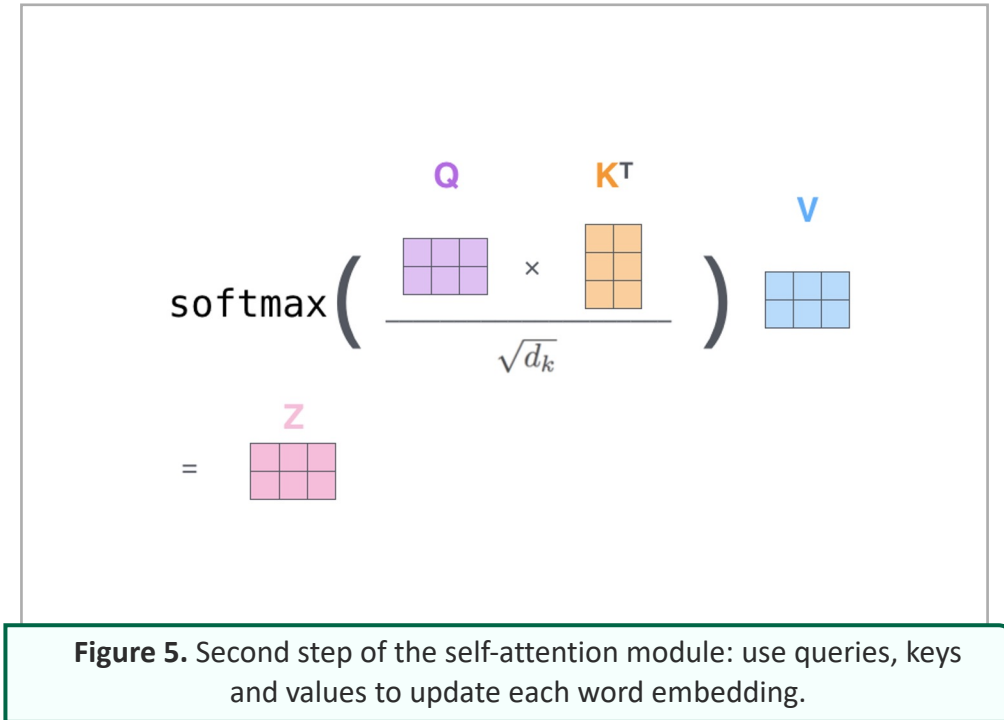 Q
Kᵀ
V
softmax( × )
√dₖ
Z
=
Figure 5. Second step of the self-attention module: use queries, keys
and values to update each word embedding.